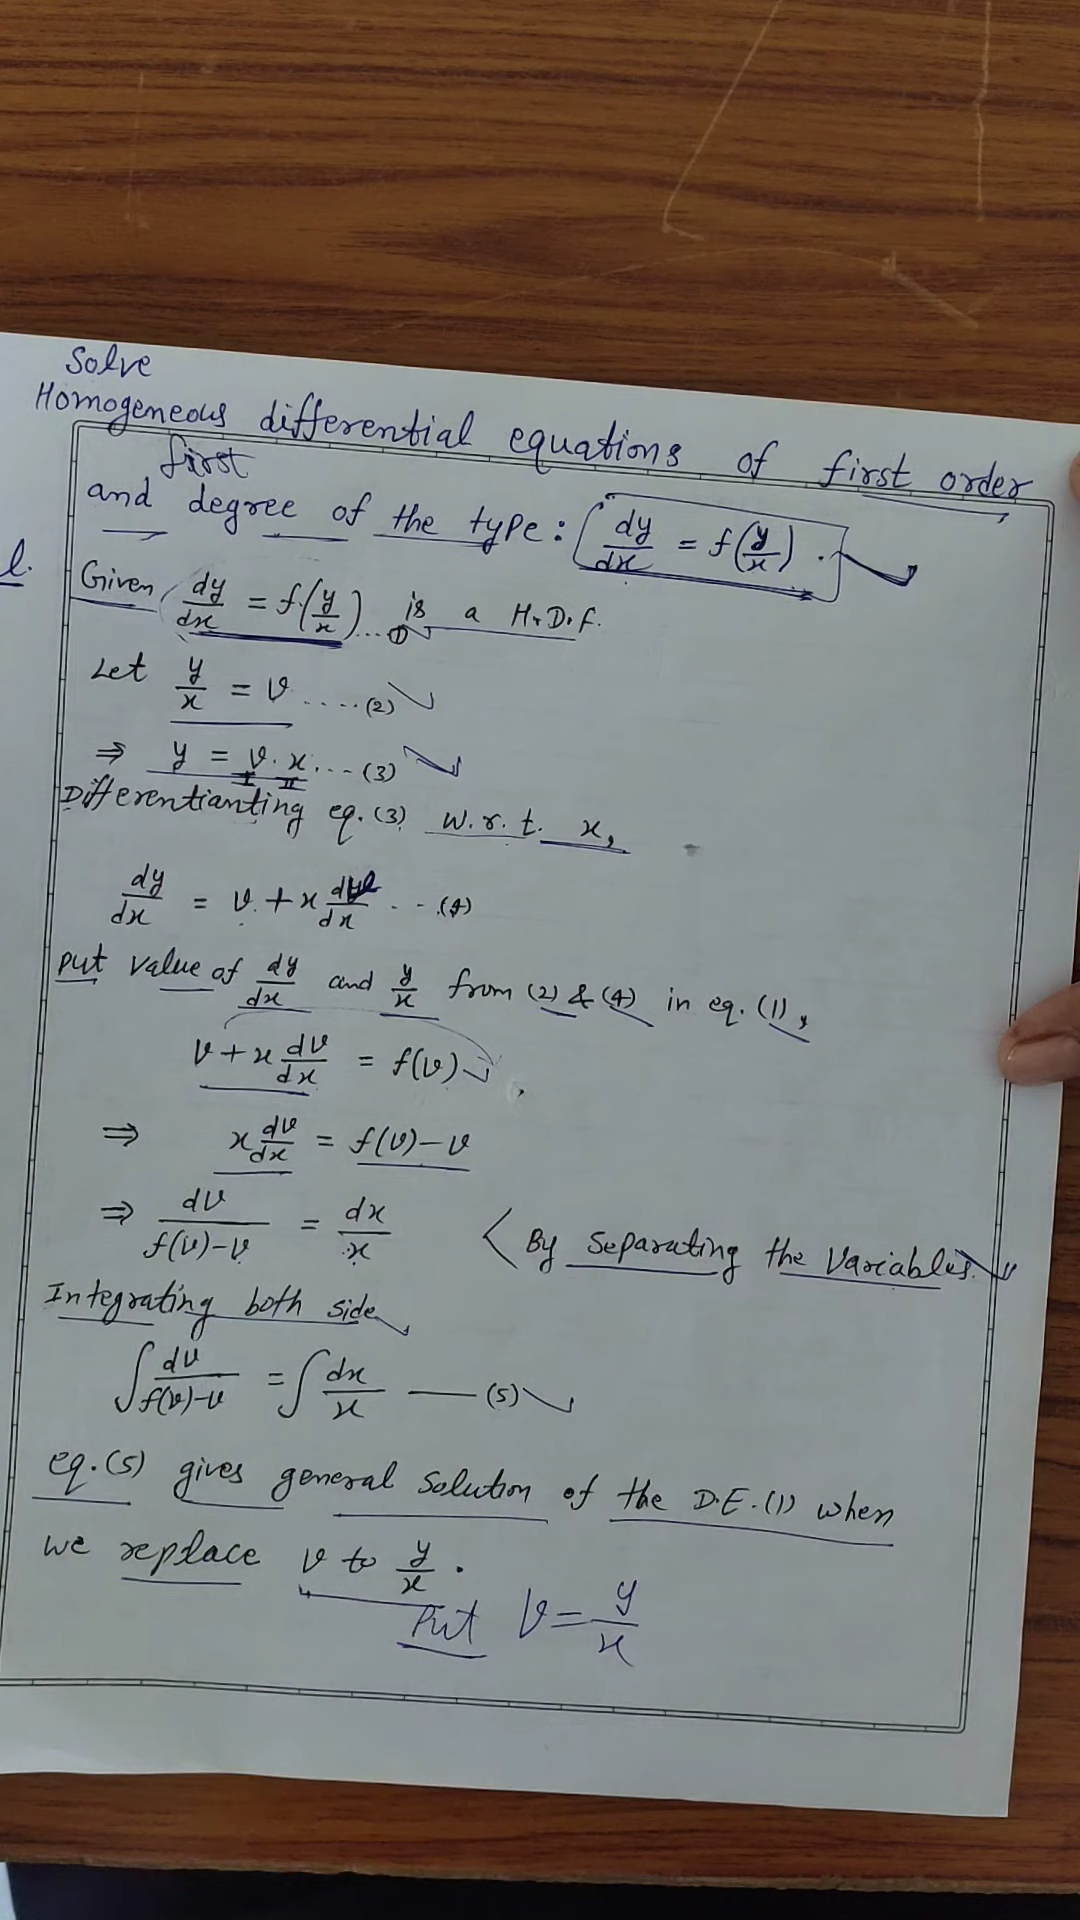 Solve
Homogeneous differential equations of first order
first
and degree of the type: dy/dx = f(y/x).
l.
Given dy/dx = f(y/x)...① is a H.D.F.
Let y/x = v .....(2)
⇒ y = v.x...(3)
I II
Differentianting eq.(3) w.r.t. x,
dy/dx = v + x dv/dx ...(4)
Put value of dy/dx and y/x from (2) & (4) in eq.(1),
v + x dv/dx = f(v)
⇒ x dv/dx = f(v) – v
⇒ dv/f(v)–v = dx/x < By Separating the Variables.
Integrating both side
∫ dv/f(v)–v = ∫ dx/x —— (5)
eq.(5) gives general Solution of the D.E.(1) when
we replace v to y/x.
Put v = y/x